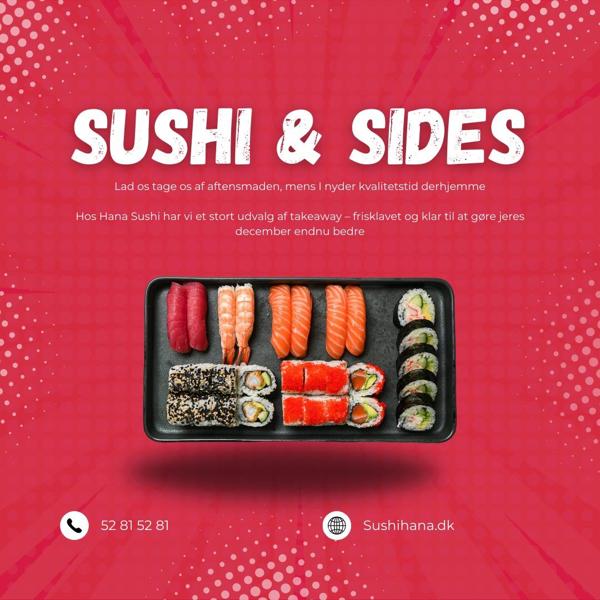 SUSHI & SIDES
Lad os tage os af aftensmaden, mens I nyder kvalitetstid derhjemme
Hos Hana Sushi har vi et stort udvalg af takeaway – frisklavet og klar til at gøre jeres
december endnu bedre
52 81 52 81
Sushihana.dk